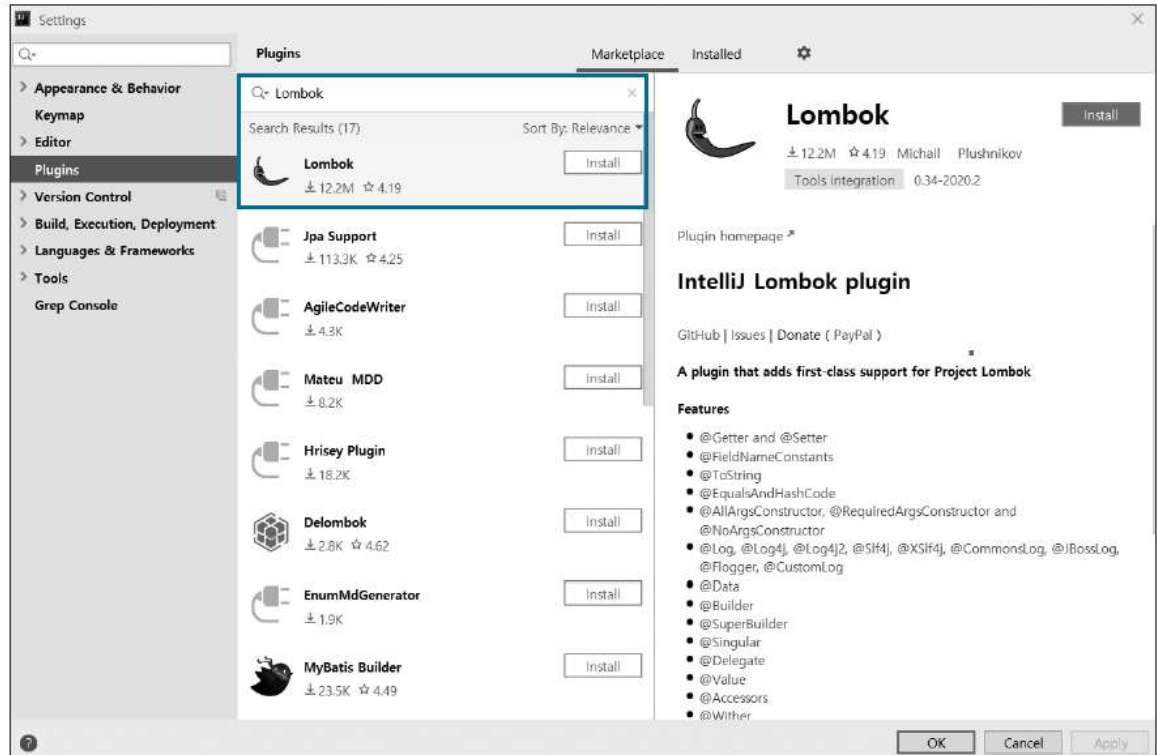 Settings
Appearance & Behavior
Keymap
Editor
Plugins
Version Control
Build, Execution, Deployment
Languages & Frameworks
Tools
Grep Console
Plugins
Marketplace
Installed
Lombok
Search Results (17)
Sort By: Relevance
Lombok
Install
12.2M 4.19
Jpa Support
Install
113.3K 4.25
AgileCodeWriter
Install
4.3K
Mateu MDD
Install
8.2K
Hrisey Plugin
Install
18.2K
Delombok
Install
2.8K 4.62
EnumMdGenerator
Install
1.9K
MyBatis Builder
Install
23.5K 4.49
Lombok
Install
12.2M 4.19 Michail Plushnikov
Tools Integration 0.34-2020.2
Plugin homepage
IntelliJ Lombok plugin
GitHub | Issues | Donate ( PayPal )
A plugin that adds first-class support for Project Lombok
Features
@Getter and @Setter
@FieldNameConstants
@ToString
@EqualsAndHashCode
@AllArgsConstructor, @RequiredArgsConstructor and
@NoArgsConstructor
@Log, @Log4j, @Log4j2, @Slf4j, @XSlf4j, @CommonsLog, @JBossLog,
@Flogger, @CustomLog
@Data
@Builder
@SuperBuilder
@Singular
@Delegate
@Value
@Accessors
@Wither
?
OK
Cancel
Apply